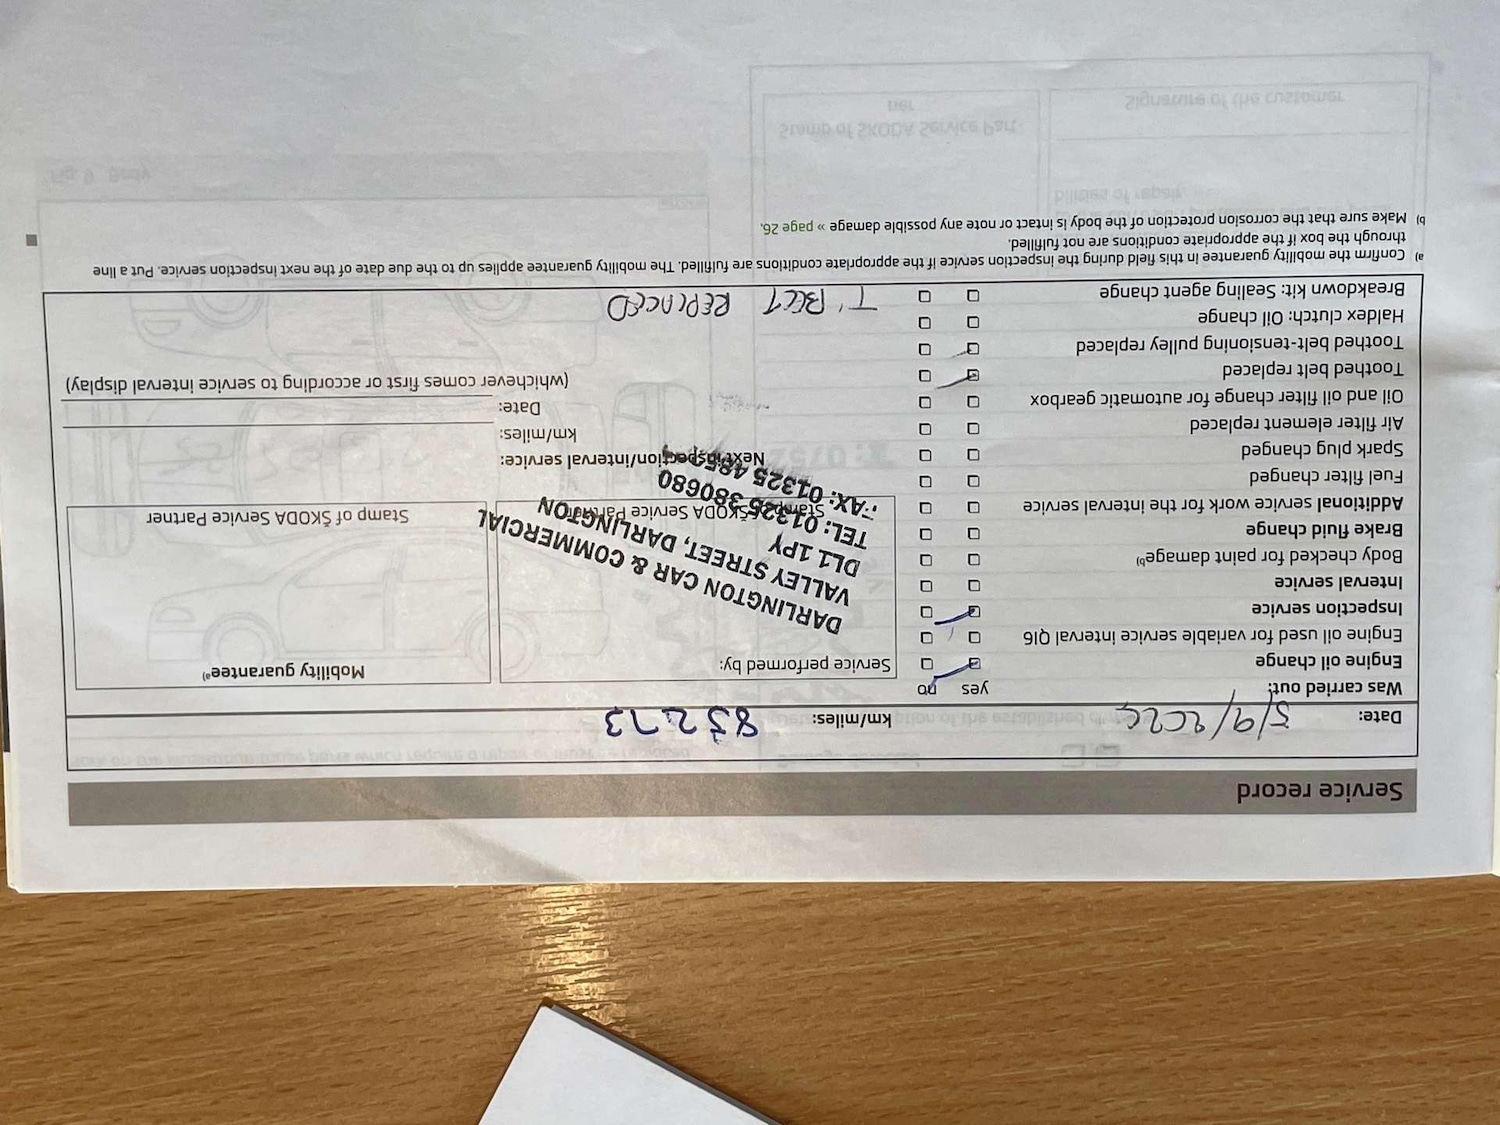 Service record
Date: km/miles: 83273
Was carried out: yes no
Engine oil change
Engine oil used for variable service interval QI6
Inspection service
Interval service
Body checked for paint damageᵇ⁾
Brake fluid change
Additional service work for the interval service
Fuel filter changed
Spark plug changed
Air filter element replaced
Oil and oil filter change for automatic gearbox
Toothed belt replaced
Toothed belt-tensioning pulley replaced
Haldex clutch: Oil change
Breakdown kit: Sealing agent change
Service performed by:
DARLINGTON CAR & COMMERCIAL
VALLEY STREET, DARLINGTON
DL1 1PY
TEL: 01325 380680
FAX: 01325
Stamp of ŠKODA Service Partner
Next inspection/interval service:
km/miles:
Date:
(whichever comes first or according to service interval display)
T'BELT REPLACED
Mobility guaranteeᵃ⁾
Stamp of ŠKODA Service Partner
a) Confirm the mobility guarantee in this field during the inspection service if the appropriate conditions are fulfilled. The mobility guarantee applies up to the due date of the next inspection service. Put a line
through the box if the appropriate conditions are not fulfilled.
b) Make sure that the corrosion protection of the body is intact or note any possible damage » page 26.